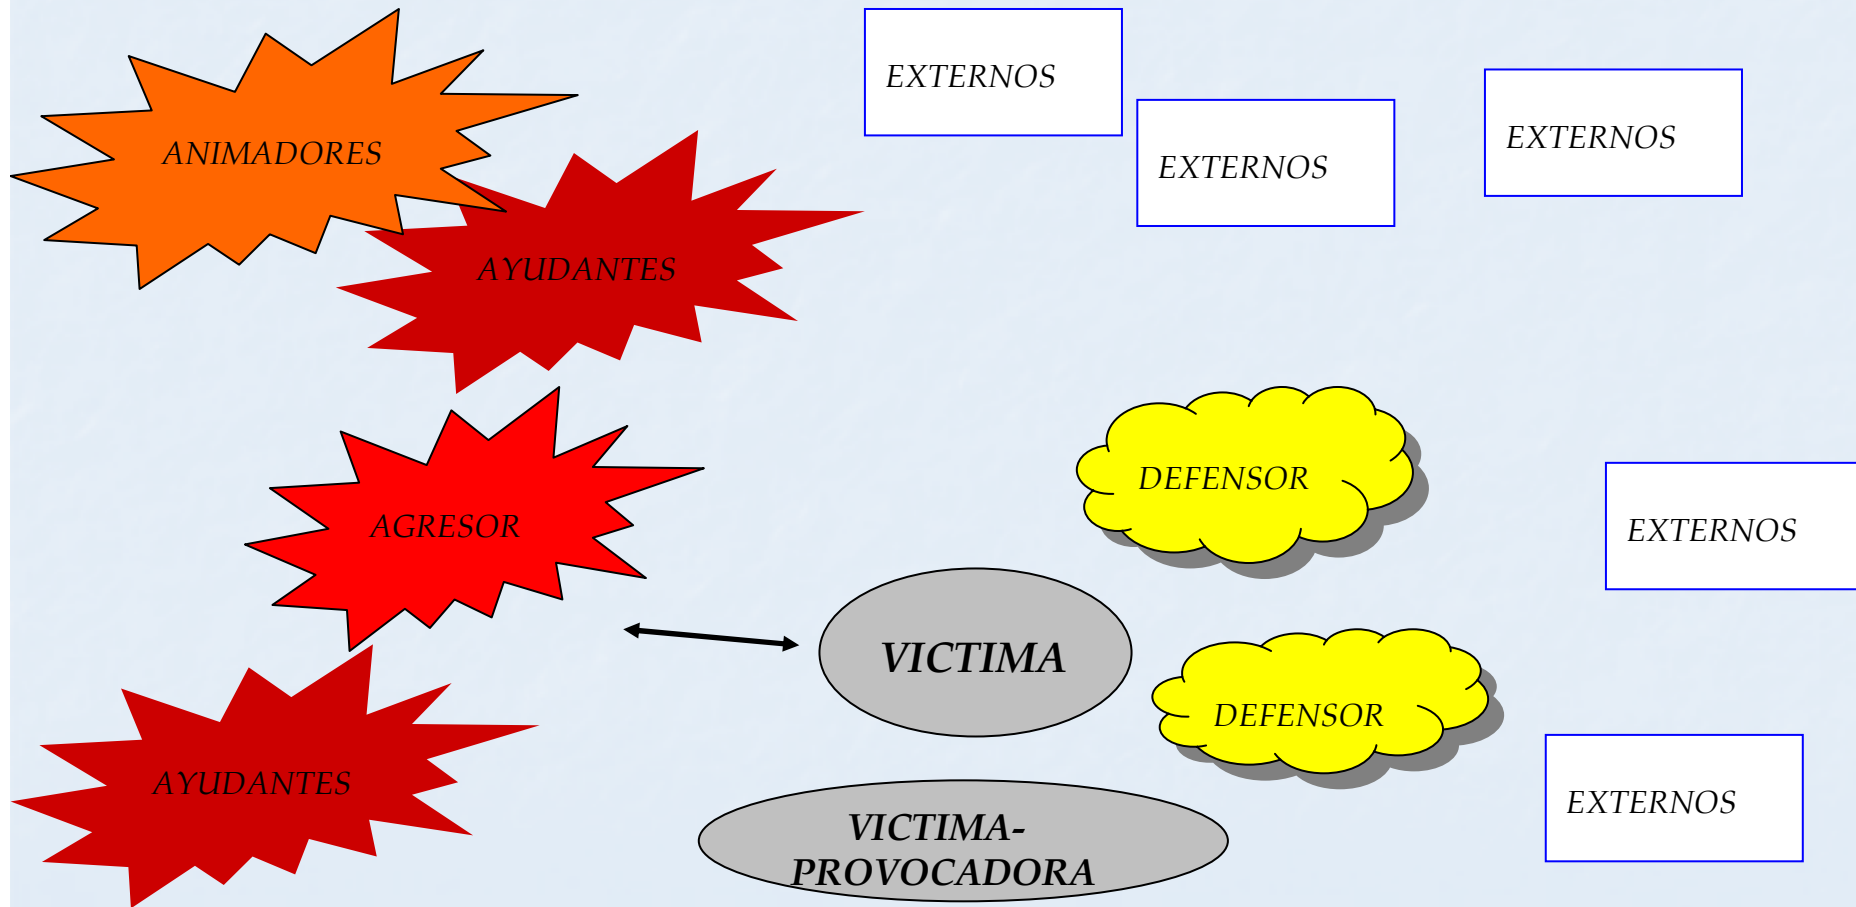 EXTERNOS
EXTERNOS
EXTERNOS
ANIMADORES
AYUDANTES
DEFENSOR
AGRESOR
EXTERNOS
VICTIMA
DEFENSOR
AYUDANTES
EXTERNOS
VICTIMA-
PROVOCADORA